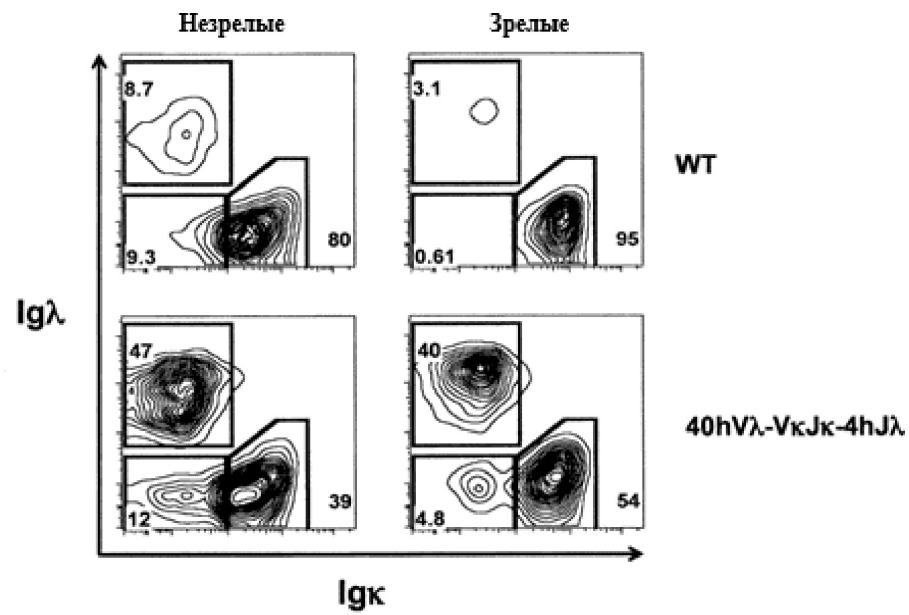 Незрелые Зрелые
8.7 3.1
WT
9.3 80 0.61 95
Igλ
47 40
40hVλ-VκJκ-4hJλ
12 39 4.8 54
Igκ